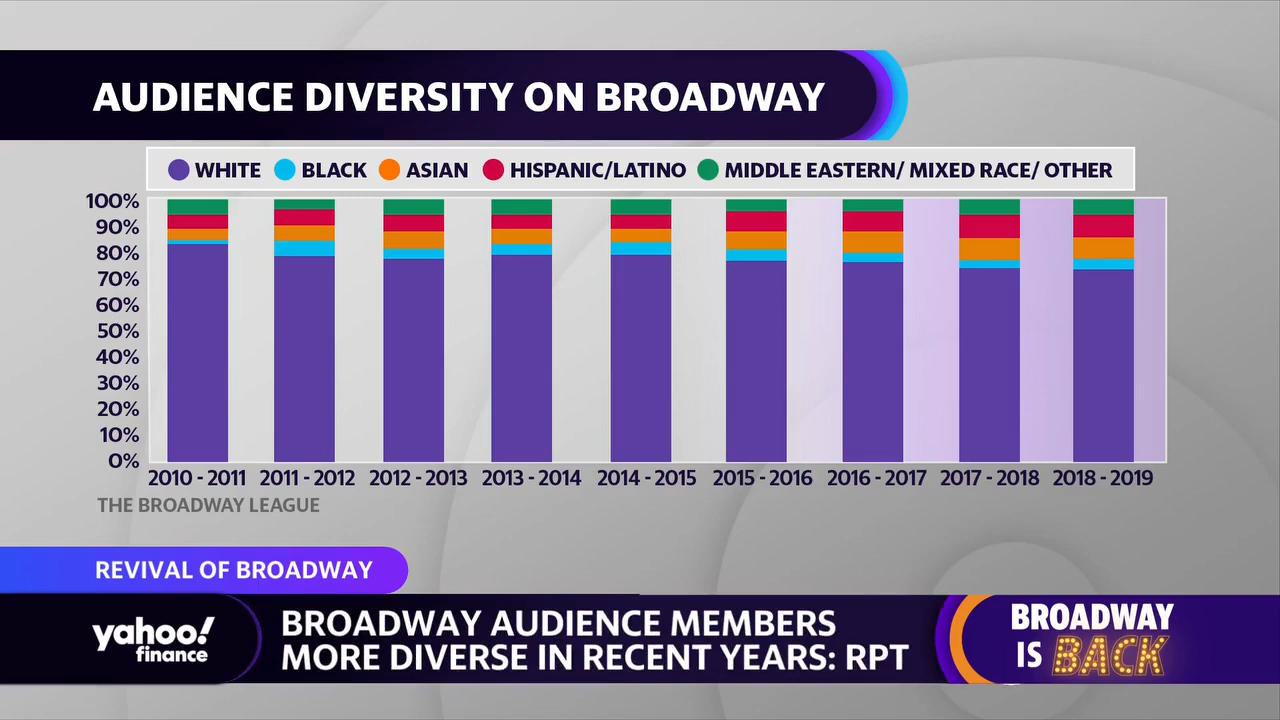 AUDIENCE DIVERSITY ON BROADWAY
WHITE BLACK ASIAN HISPANIC/LATINO MIDDLE EASTERN/ MIXED RACE/ OTHER
100%
90%
80%
70%
60%
50%
40%
30%
20%
10%
0%
2010 - 2011 2011 - 2012 2012 - 2013 2013 - 2014 2014 - 2015 2015 - 2016 2016 - 2017 2017 - 2018 2018 - 2019
THE BROADWAY LEAGUE
REVIVAL OF BROADWAY
yahoo!
finance
BROADWAY AUDIENCE MEMBERS
MORE DIVERSE IN RECENT YEARS: RPT
BROADWAY
IS BACK